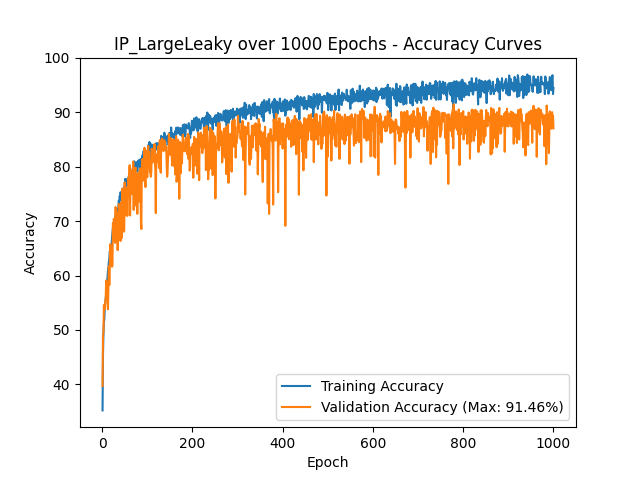 IP_LargeLeaky over 1000 Epochs - Accuracy Curves
100
90
80
70
60
50
40
Accuracy
Training Accuracy
Validation Accuracy (Max: 91.46%)
0 200 400 600 800 1000
Epoch